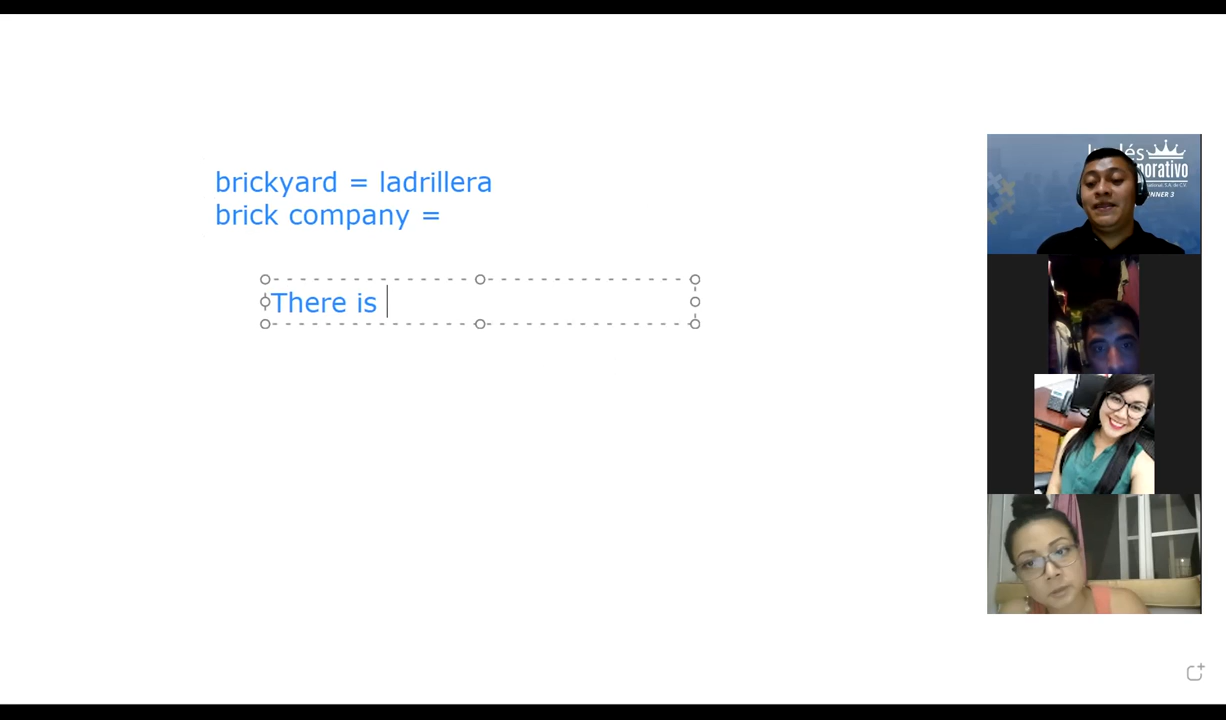 brickyard = ladrillera
brick company =
There is